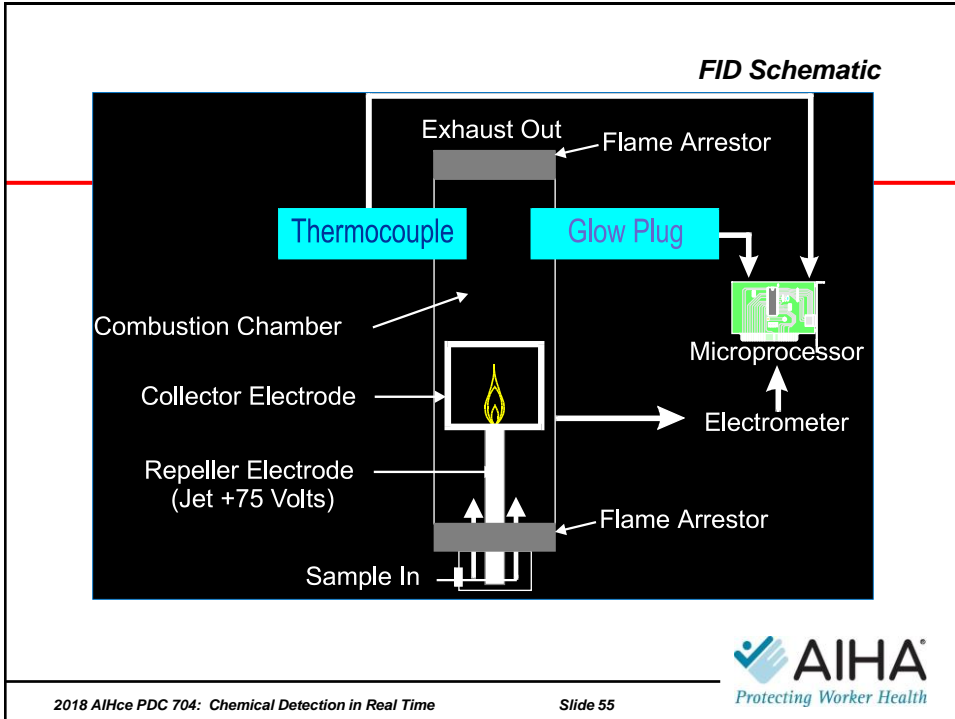 FID Schematic
Exhaust Out
Flame Arrestor
Thermocouple
Glow Plug
Combustion Chamber
Microprocessor
Collector Electrode
Electrometer
Repeller Electrode
(Jet +75 Volts)
Flame Arrestor
Sample In
AIHA®
Protecting Worker Health
2018 AIHce PDC 704: Chemical Detection in Real Time
Slide 55